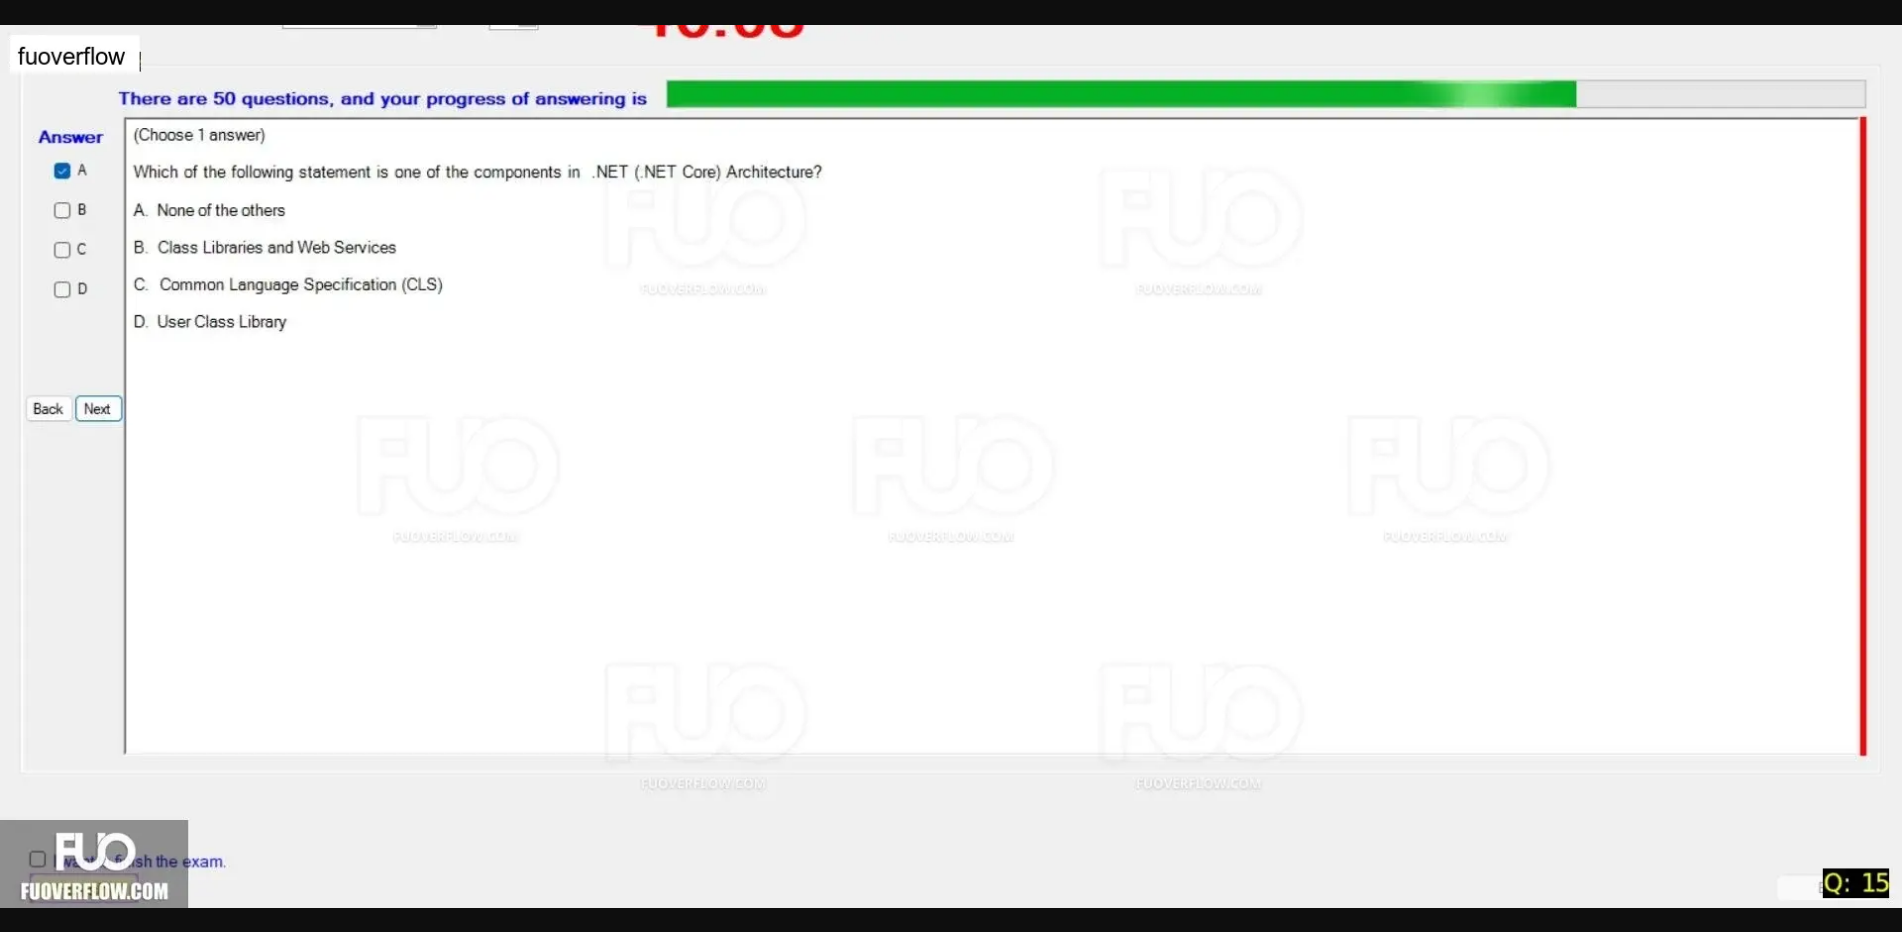 fuoverflow
There are 50 questions, and your progress of answering is
Answer
(Choose 1 answer)
A
Which of the following statement is one of the components in .NET (.NET Core) Architecture?
B
A. None of the others
C
B. Class Libraries and Web Services
D
C. Common Language Specification (CLS)
D. User Class Library
Back Next
FUO
FUOVERFLOW.COM
FUO
FUOVERFLOW.COM
FUO
FUOVERFLOW.COM
FUO
FUOVERFLOW.COM
FUO
FUOVERFLOW.COM
FUO
FUOVERFLOW.COM
FUO
FUOVERFLOW.COM
FUO
the exam.
FUOVERFLOW.COM
Q: 15